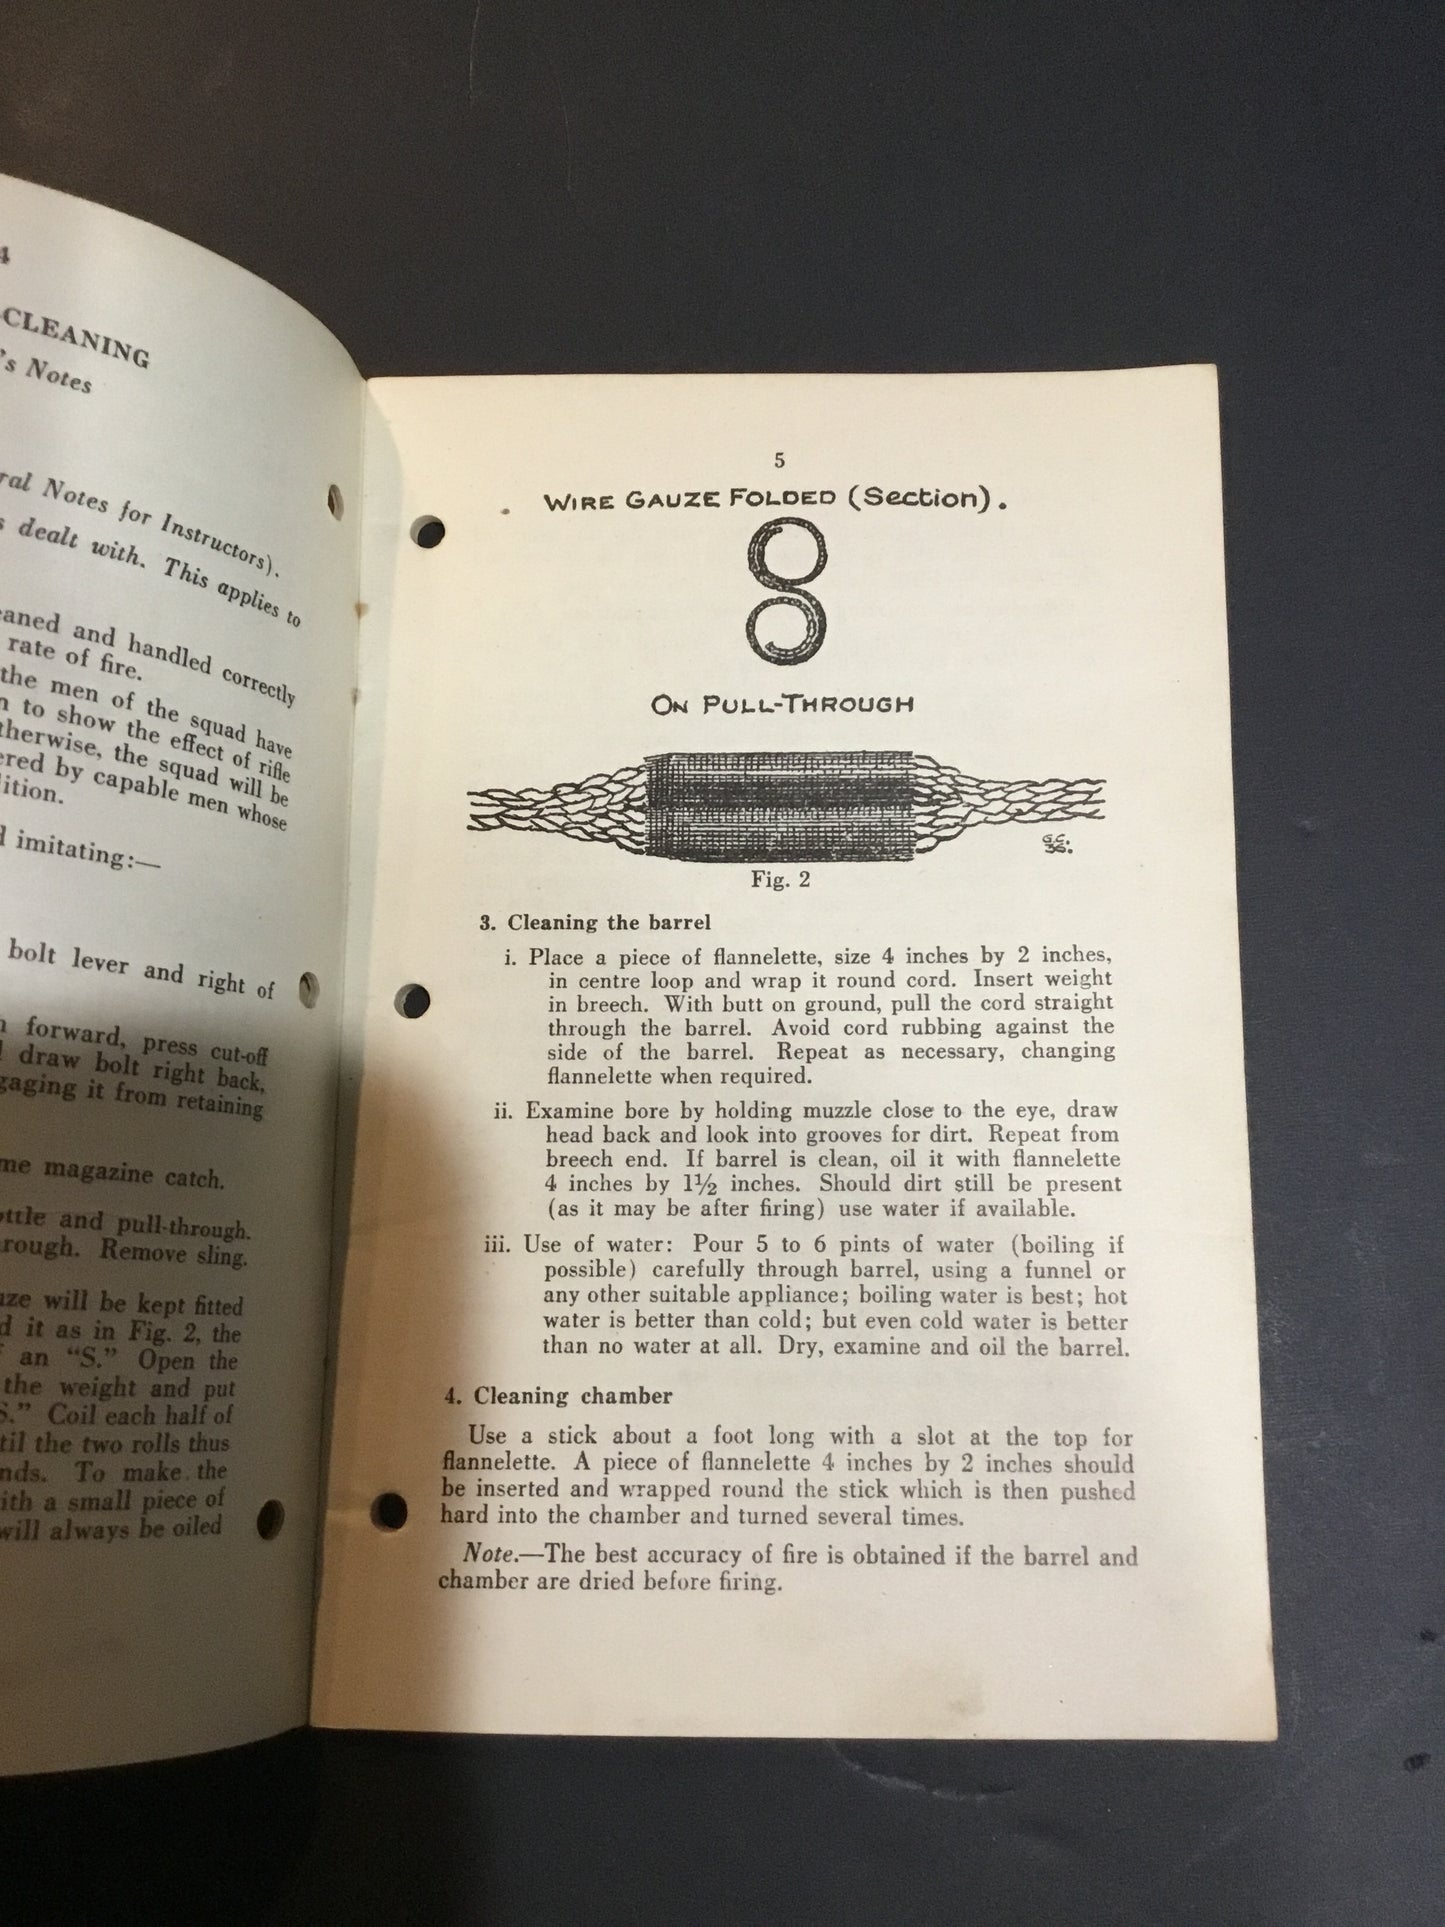 4
CLEANING
's Notes
ral Notes for Instructors).
s dealt with. This applies to
eaned and handled correctly
rate of fire.
the men of the squad have
n to show the effect of rifle
therwise, the squad will be
ered by capable men whose
lition.
d imitating:—
bolt lever and right of
n forward, press cut-off
d draw bolt right back,
gaging it from retaining
me magazine catch.
ottle and pull-through.
rough. Remove sling.
uze will be kept fitted
d it as in Fig. 2, the
f an “S.” Open the
the weight and put
S.” Coil each half of
til the two rolls thus
nds. To make the
ith a small piece of
will always be oiled
5
WIRE GAUZE FOLDED (Section).
ON PULL-THROUGH
G.C.
36.
Fig. 2
3. Cleaning the barrel
i. Place a piece of flannelette, size 4 inches by 2 inches,
in centre loop and wrap it round cord. Insert weight
in breech. With butt on ground, pull the cord straight
through the barrel. Avoid cord rubbing against the
side of the barrel. Repeat as necessary, changing
flannelette when required.
ii. Examine bore by holding muzzle close to the eye, draw
head back and look into grooves for dirt. Repeat from
breech end. If barrel is clean, oil it with flannelette
4 inches by 1½ inches. Should dirt still be present
(as it may be after firing) use water if available.
iii. Use of water: Pour 5 to 6 pints of water (boiling if
possible) carefully through barrel, using a funnel or
any other suitable appliance; boiling water is best; hot
water is better than cold; but even cold water is better
than no water at all. Dry, examine and oil the barrel.
4. Cleaning chamber
Use a stick about a foot long with a slot at the top for
flannelette. A piece of flannelette 4 inches by 2 inches should
be inserted and wrapped round the stick which is then pushed
hard into the chamber and turned several times.
Note.—The best accuracy of fire is obtained if the barrel and
chamber are dried before firing.